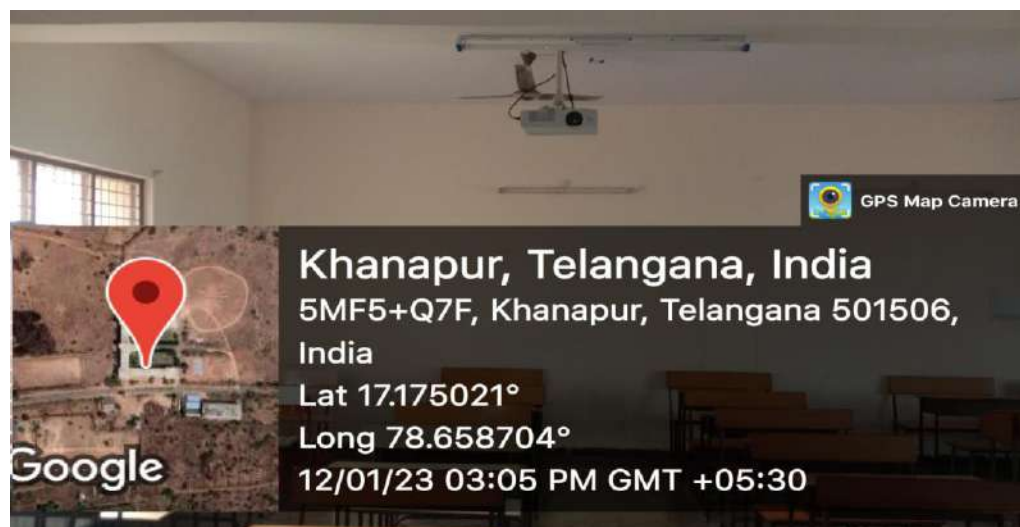 GPS Map Camera
Khanapur, Telangana, India
5MF5+Q7F, Khanapur, Telangana 501506,
India
Lat 17.175021°
Long 78.658704°
12/01/23 03:05 PM GMT +05:30
Google